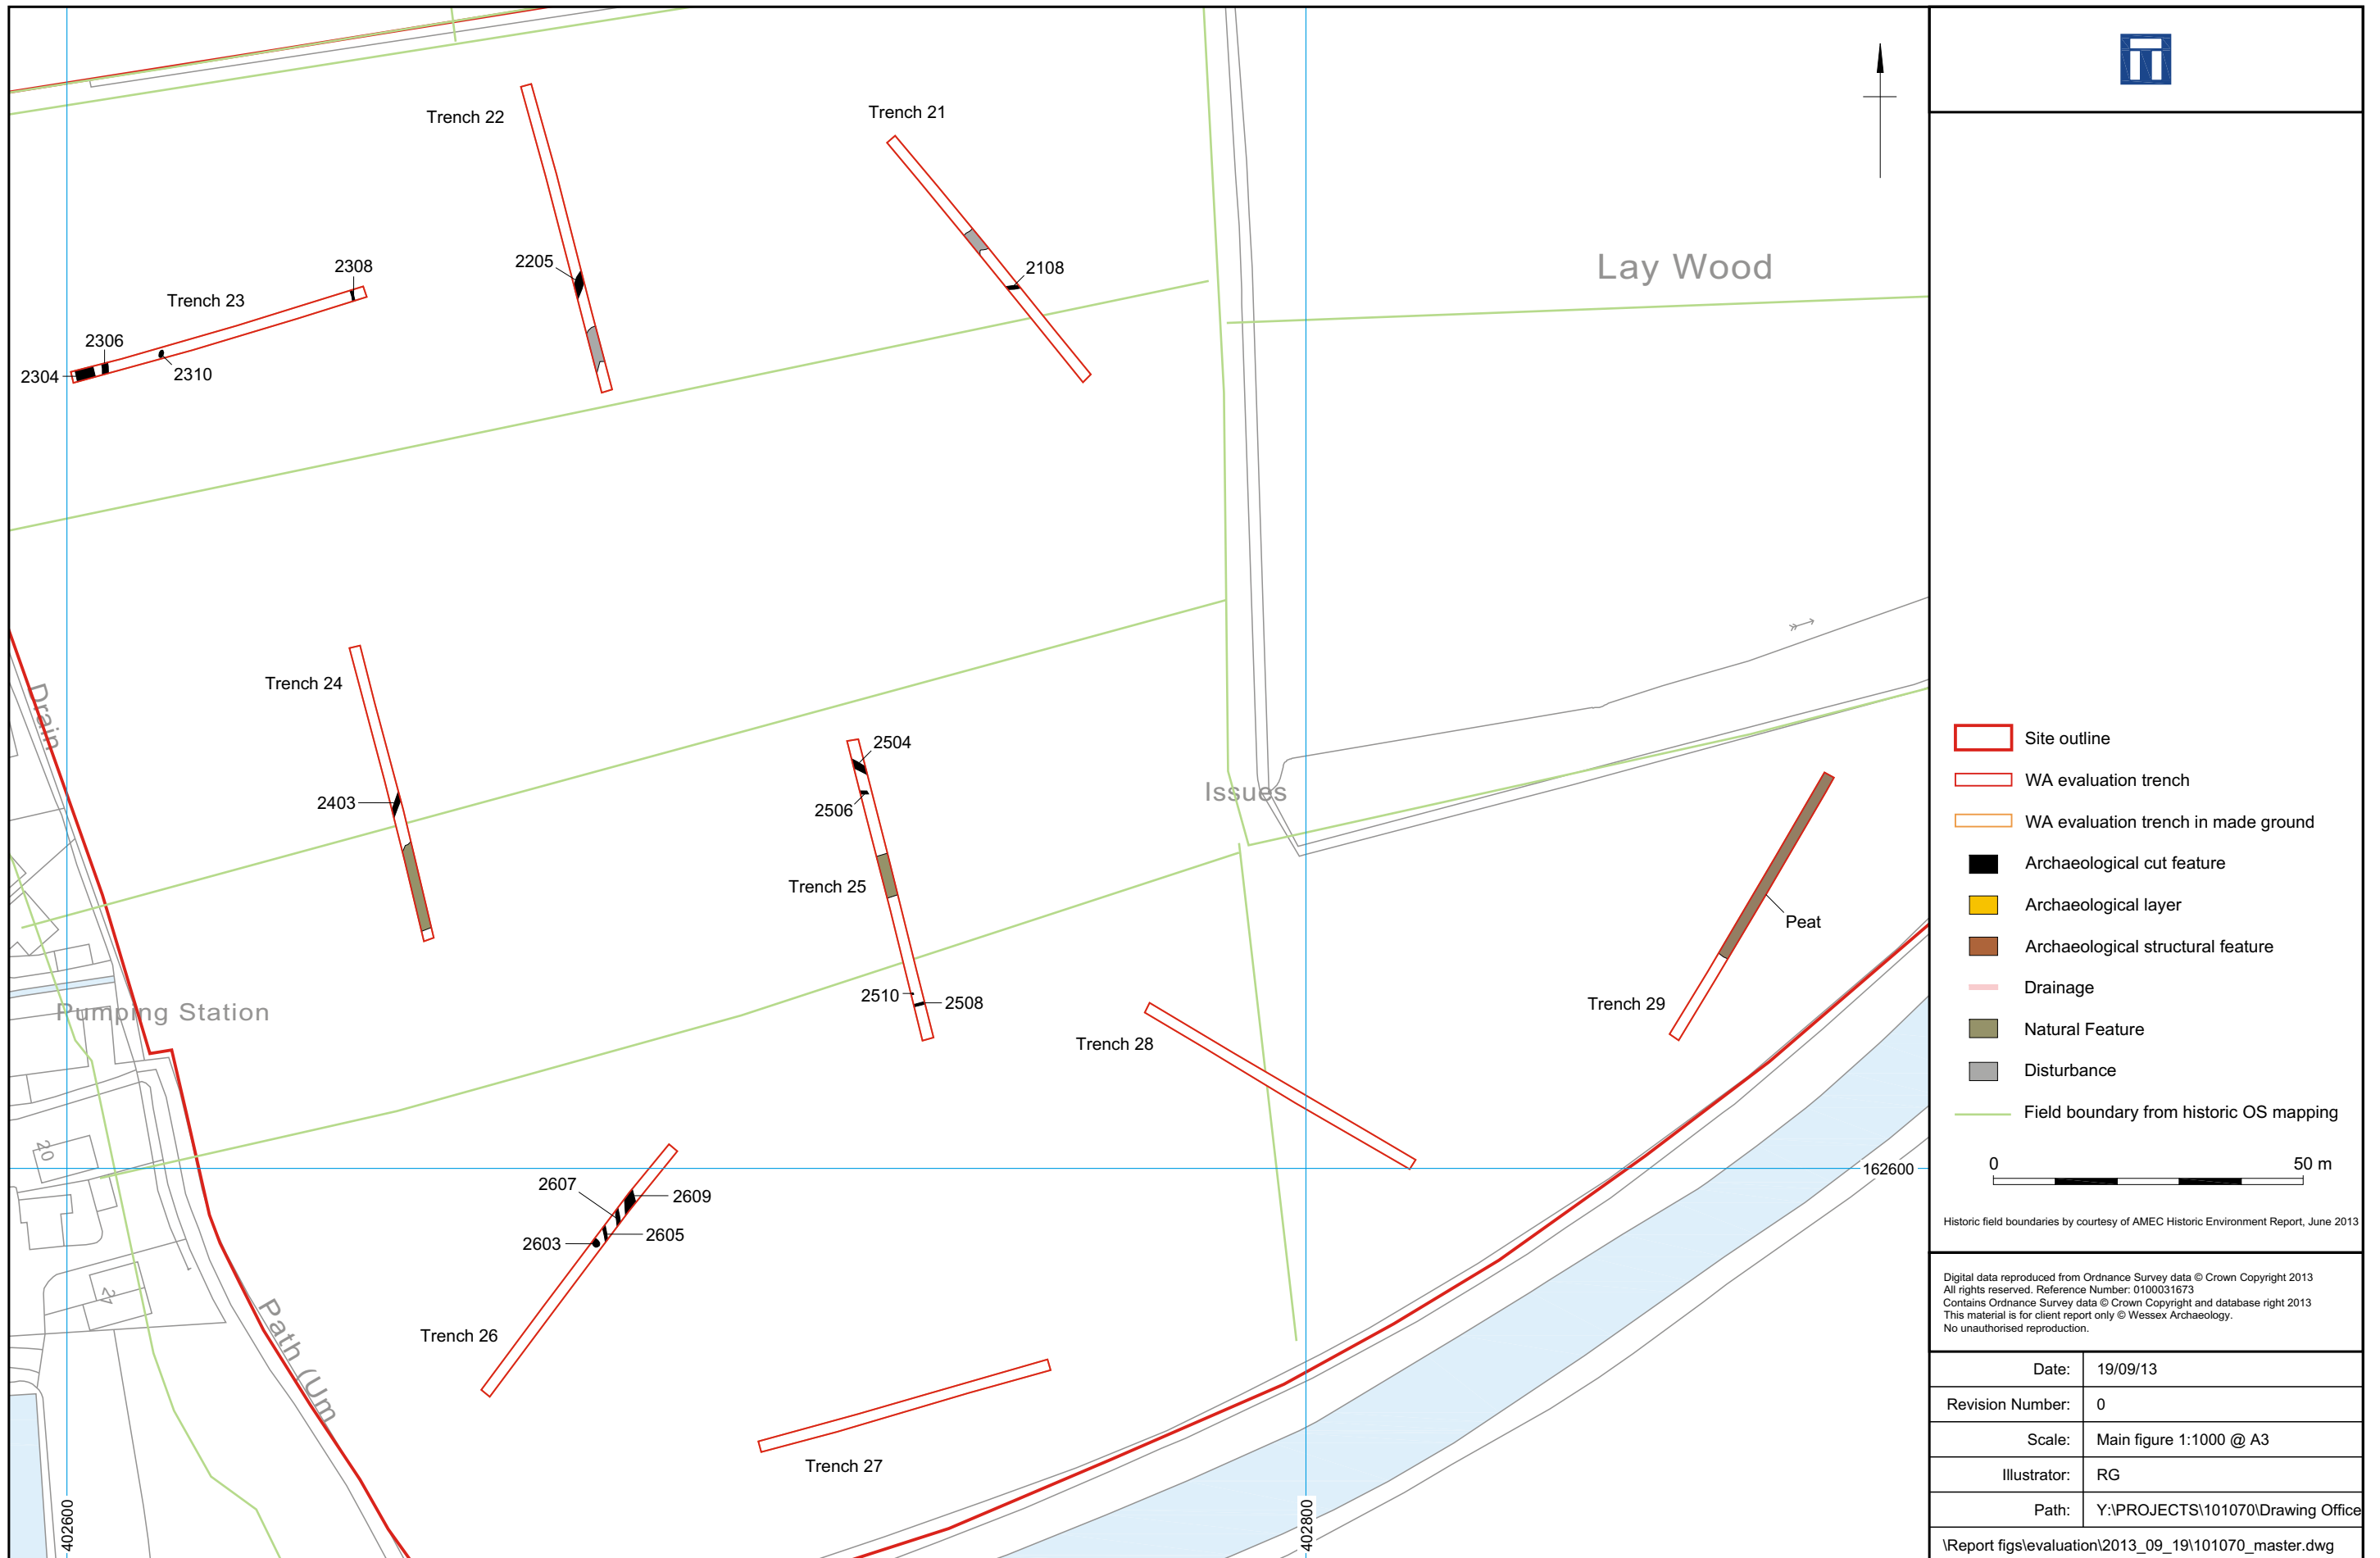 Trench 22
Trench 21
2205
2108
Lay Wood
2308
Trench 23
2306
2304
2310
Drain
Trench 24
2403
2504
2506
Issues
Trench 25
Peat
2510
2508
Trench 29
Pumping Station
Trench 28
20
162600
2607
2609
2603
2605
27
Path (Um
Trench 26
Trench 27
402600
402800
Site outline
WA evaluation trench
WA evaluation trench in made ground
Archaeological cut feature
Archaeological layer
Archaeological structural feature
Drainage
Natural Feature
Disturbance
Field boundary from historic OS mapping
0 50 m
Historic field boundaries by courtesy of AMEC Historic Environment Report, June 2013
Digital data reproduced from Ordnance Survey data © Crown Copyright 2013
All rights reserved. Reference Number: 0100031673
Contains Ordnance Survey data © Crown Copyright and database right 2013
This material is for client report only © Wessex Archaeology.
No unauthorised reproduction.
Date: 19/09/13
Revision Number: 0
Scale: Main figure 1:1000 @ A3
Illustrator: RG
Path: Y:\PROJECTS\101070\Drawing Office
\Report figs\evaluation\2013_09_19\101070_master.dwg